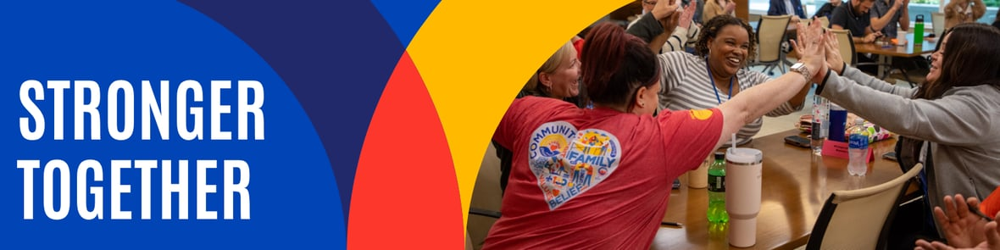 STRONGER
TOGETHER
COMMUNITY
FAMILY
BELIEF